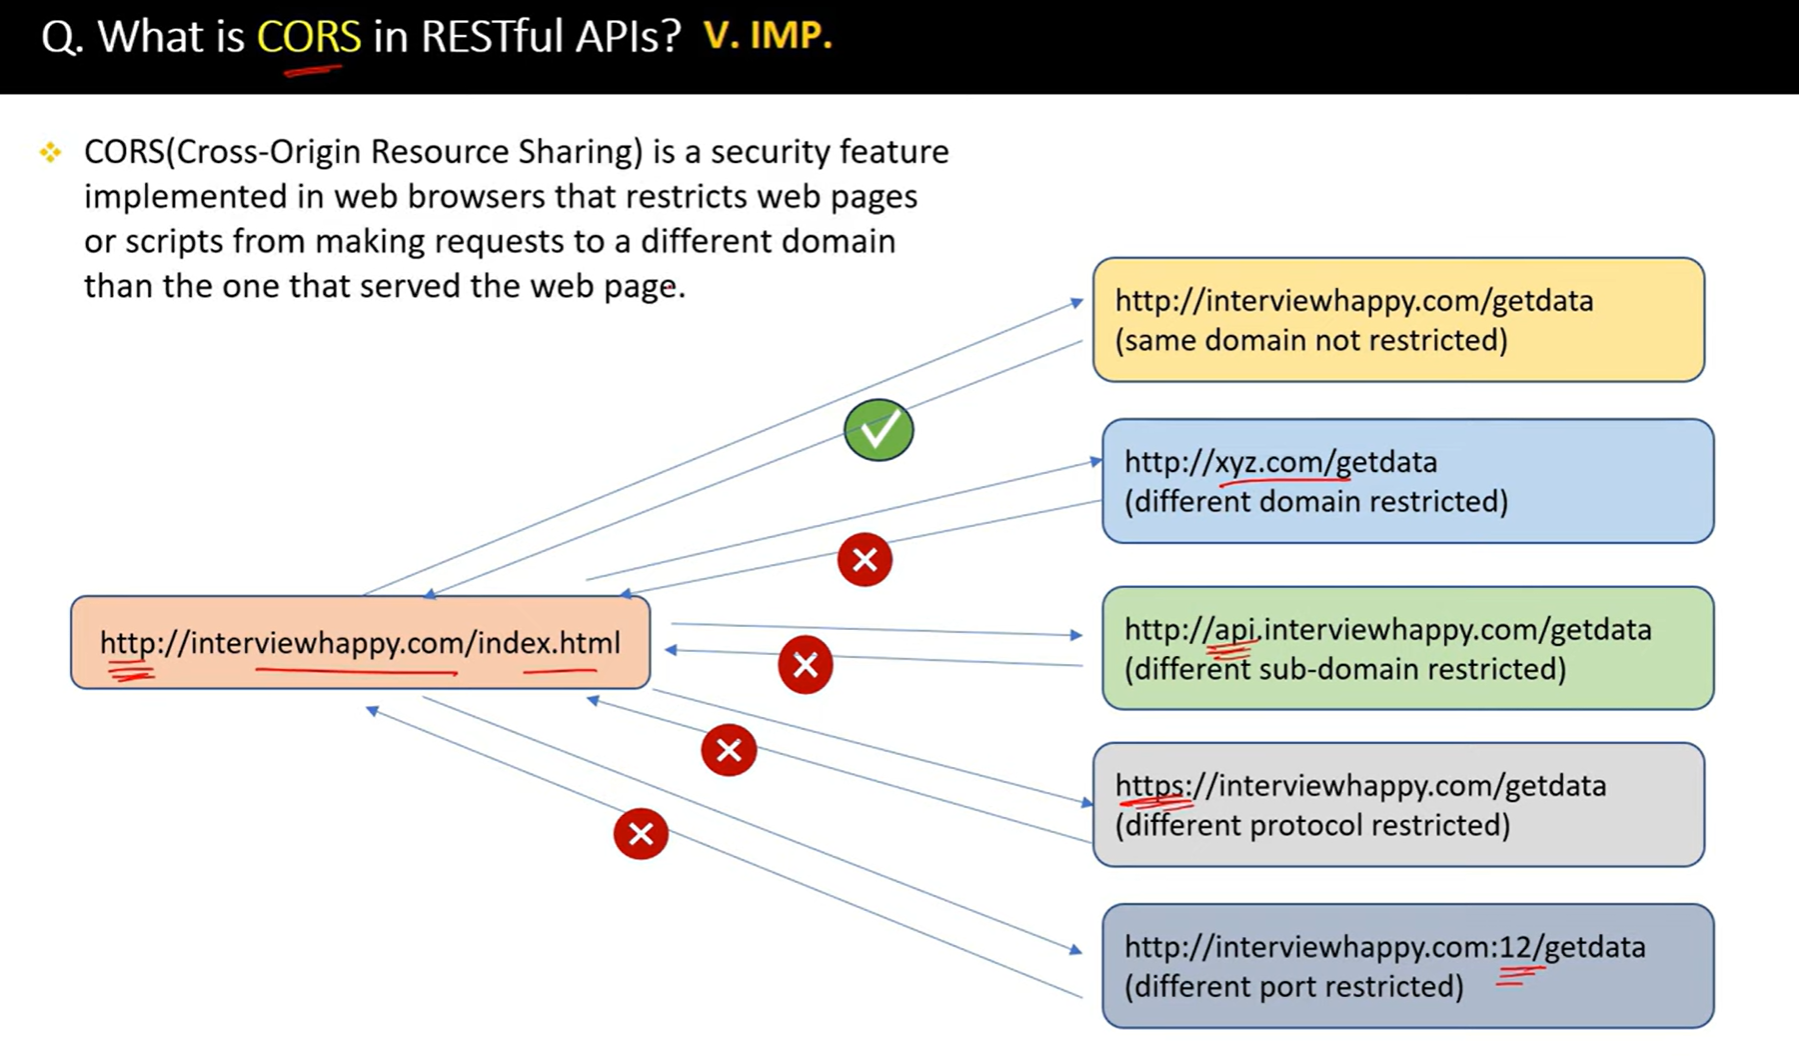 Q. What is CORS in RESTful APIs? V. IMP.
CORS(Cross-Origin Resource Sharing) is a security feature
implemented in web browsers that restricts web pages
or scripts from making requests to a different domain
than the one that served the web page.
http://interviewhappy.com/getdata
(same domain not restricted)
http://xyz.com/getdata
(different domain restricted)
http://interviewhappy.com/index.html
http://api.interviewhappy.com/getdata
(different sub-domain restricted)
https://interviewhappy.com/getdata
(different protocol restricted)
http://interviewhappy.com:12/getdata
(different port restricted)